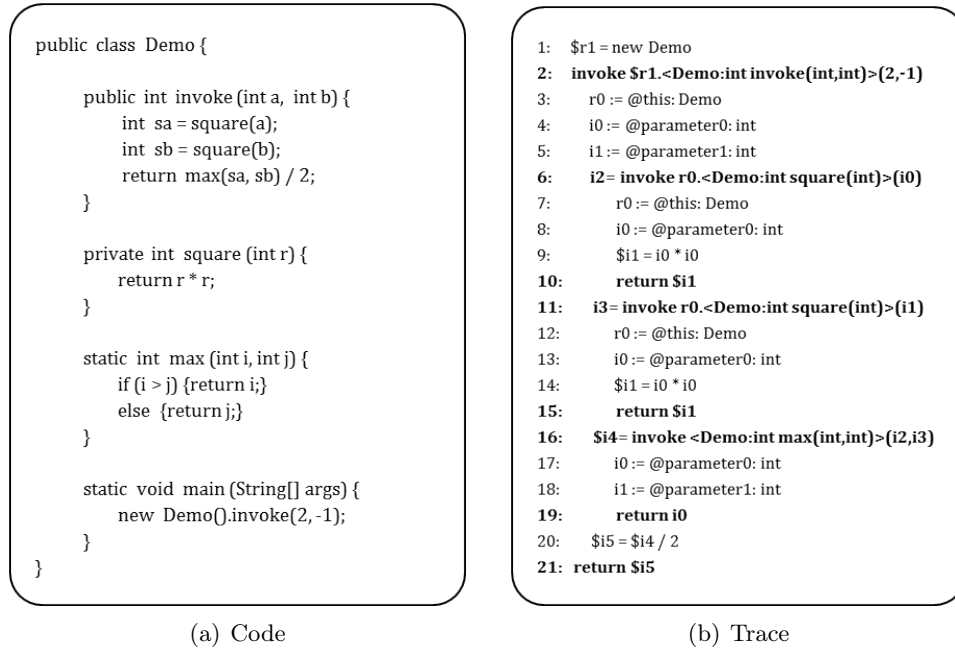 public class Demo {
public int invoke (int a, int b) {
int sa = square(a);
int sb = square(b);
return max(sa, sb) / 2;
}
private int square (int r) {
return r * r;
}
static int max (int i, int j) {
if (i > j) {return i;}
else {return j;}
}
static void main (String[] args) {
new Demo().invoke(2, -1);
}
}
(a) Code
1: $r1 = new Demo
2: invoke $r1.<Demo:int invoke(int,int)>(2,-1)
3: r0 := @this: Demo
4: i0 := @parameter0: int
5: i1 := @parameter1: int
6: i2= invoke r0.<Demo:int square(int)>(i0)
7: r0 := @this: Demo
8: i0 := @parameter0: int
9: $i1 = i0 * i0
10: return $i1
11: i3= invoke r0.<Demo:int square(int)>(i1)
12: r0 := @this: Demo
13: i0 := @parameter0: int
14: $i1 = i0 * i0
15: return $i1
16: $i4= invoke <Demo:int max(int,int)>(i2,i3)
17: i0 := @parameter0: int
18: i1 := @parameter1: int
19: return i0
20: $i5 = $i4 / 2
21: return $i5
(b) Trace